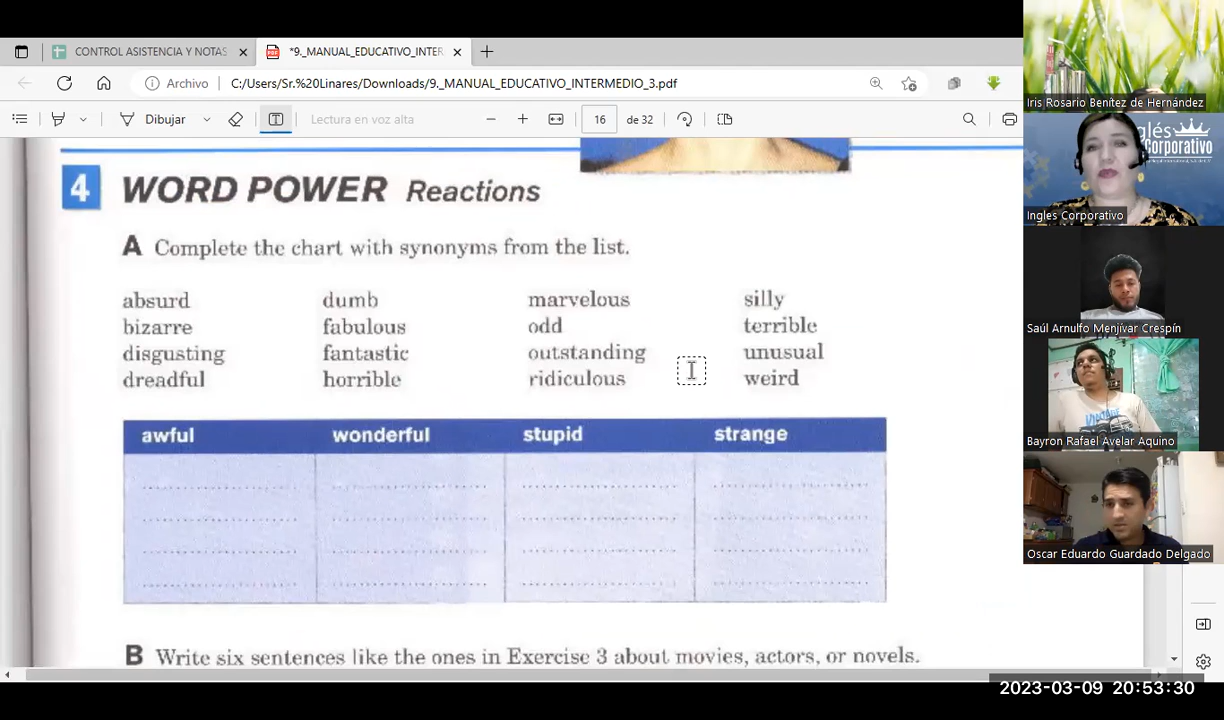 CONTROL ASISTENCIA Y NOTAS
*9._MANUAL_EDUCATIVO_INTER
Archivo
C:/Users/Sr.%20Linares/Downloads/9._MANUAL_EDUCATIVO_INTERMEDIO_3.pdf
Dibujar
Lectura en voz alta
16
de 32
4 WORD POWER Reactions
A Complete the chart with synonyms from the list.
absurd dumb marvelous silly
bizarre fabulous odd terrible
disgusting fantastic outstanding unusual
dreadful horrible ridiculous weird
awful wonderful stupid strange
B Write six sentences like the ones in Exercise 3 about movies, actors, or novels.
Iris Rosario Benítez de Hernández
glés
Corporativo
Ingles Corporativo
Saúl Arnulfo Menjívar Crespín
Bayron Rafael Avelar Aquino
Oscar Eduardo Guardado Delgado
2023-03-09 20:53:30